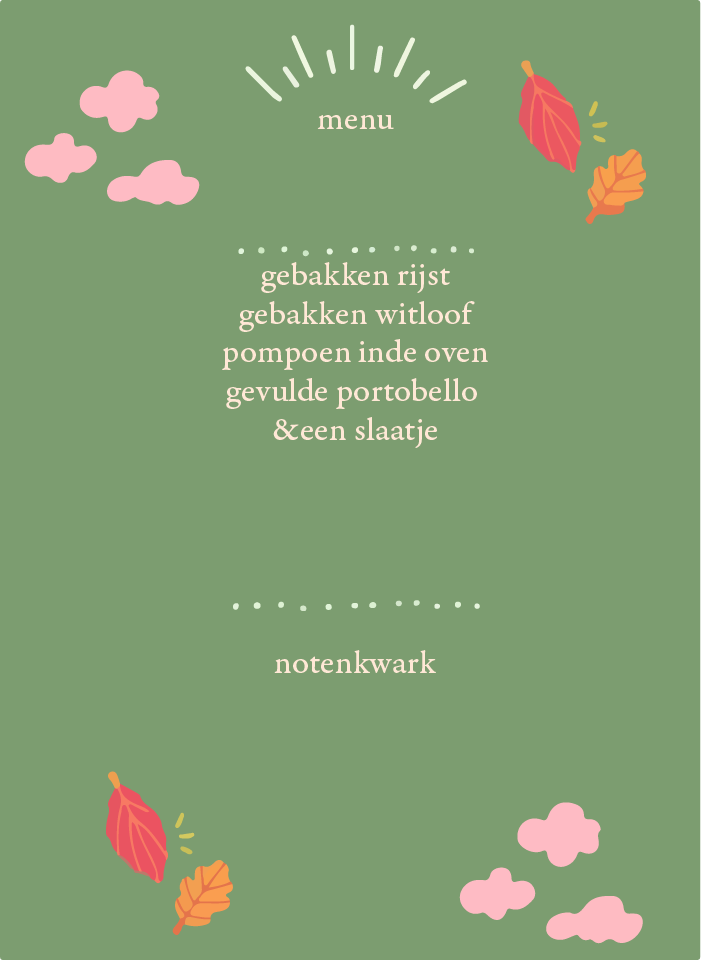 menu
gebakken rijst
gebakken witloof
pompoen inde oven
gevulde portobello
&een slaatje
notenkwark